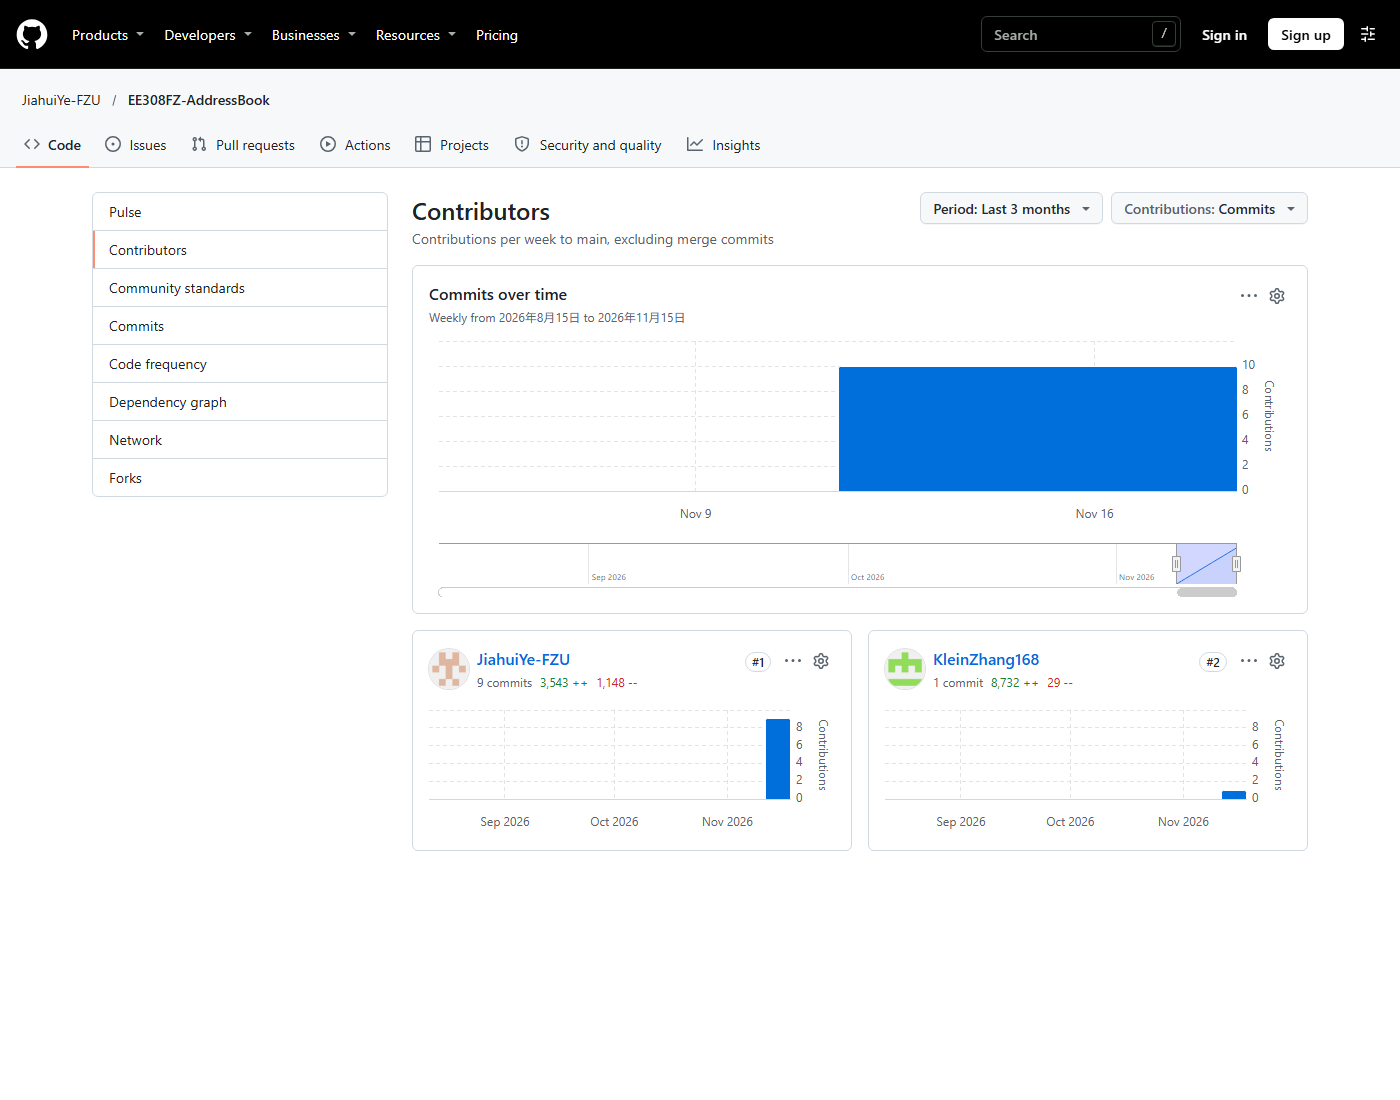 Products Developers Businesses Resources Pricing Search / Sign in Sign up
JiahuiYe-FZU / EE308FZ-AddressBook
Code Issues Pull requests Actions Projects Security and quality Insights
Pulse
Contributors
Community standards
Commits
Code frequency
Dependency graph
Network
Forks
Contributors
Period: Last 3 months
Contributions: Commits
Contributions per week to main, excluding merge commits
Commits over time
Weekly from 2026年8月15日 to 2026年11月15日
10
8
6
4
2
0
Contributions
Nov 9 Nov 16
Sep 2026 Oct 2026 Nov 2026
JiahuiYe-FZU #1
9 commits 3,543 ++ 1,148 --
8
6
4
2
0
Contributions
Sep 2026 Oct 2026 Nov 2026
KleinZhang168 #2
1 commit 8,732 ++ 29 --
8
6
4
2
0
Contributions
Sep 2026 Oct 2026 Nov 2026